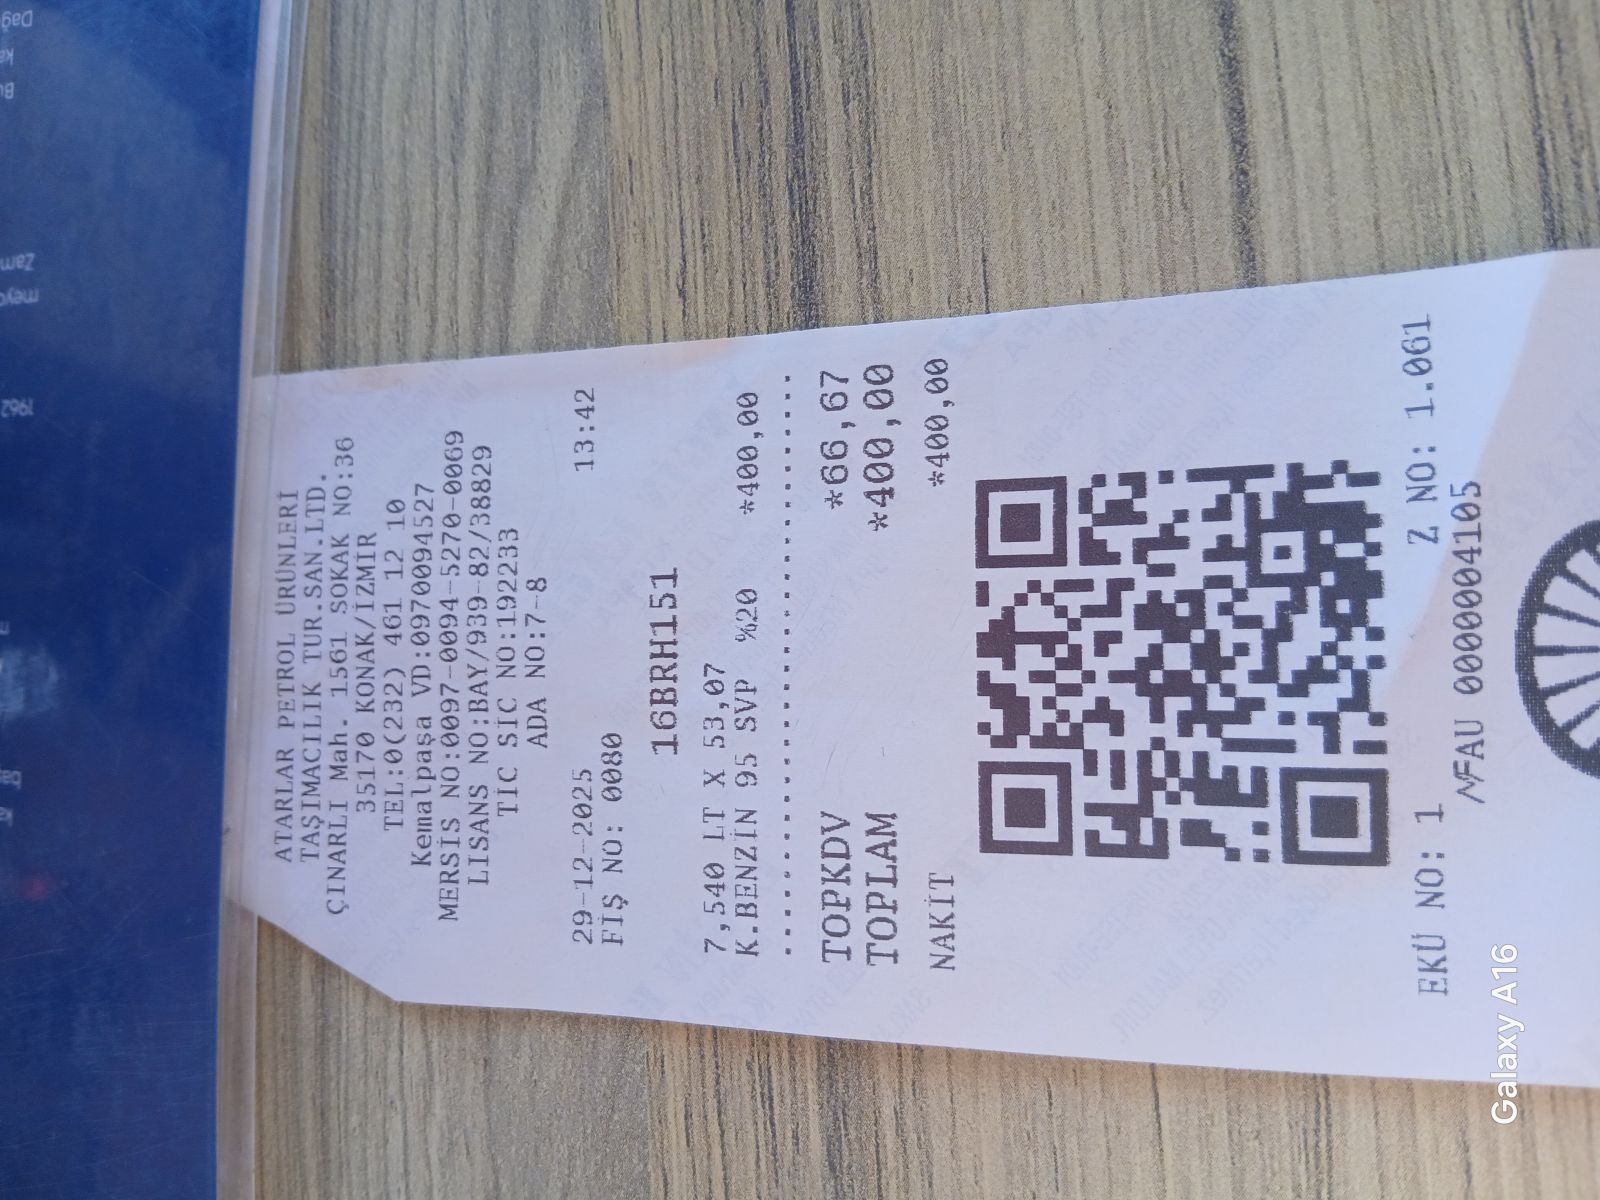 ATARLAR PETROL ÜRÜNLERİ
TAŞIMACILIK TUR.SAN.LTD.
ÇINARLI Mah. 1561 SOKAK NO:36
35170 KONAK/İZMİR
TEL:0(232) 461 12 10
Kemalpaşa VD:0970094527
MERSİS NO:0097-0094-5270-0069
LISANS NO:BAY/939-82/38829
TİC SİC NO:192233
ADA NO:7-8
29-12-2025 13:42
FİŞ NO: 0080
16BRH1151
7,540 LT X 53,07
K.BENZİN 95 SVP %20 *400,00
TOPKDV *66,67
TOPLAM *400,00
NAKİT *400,00
EKÜ NO: 1 Z NO: 1.061
FAU 0000004105
Galaxy A16
1962